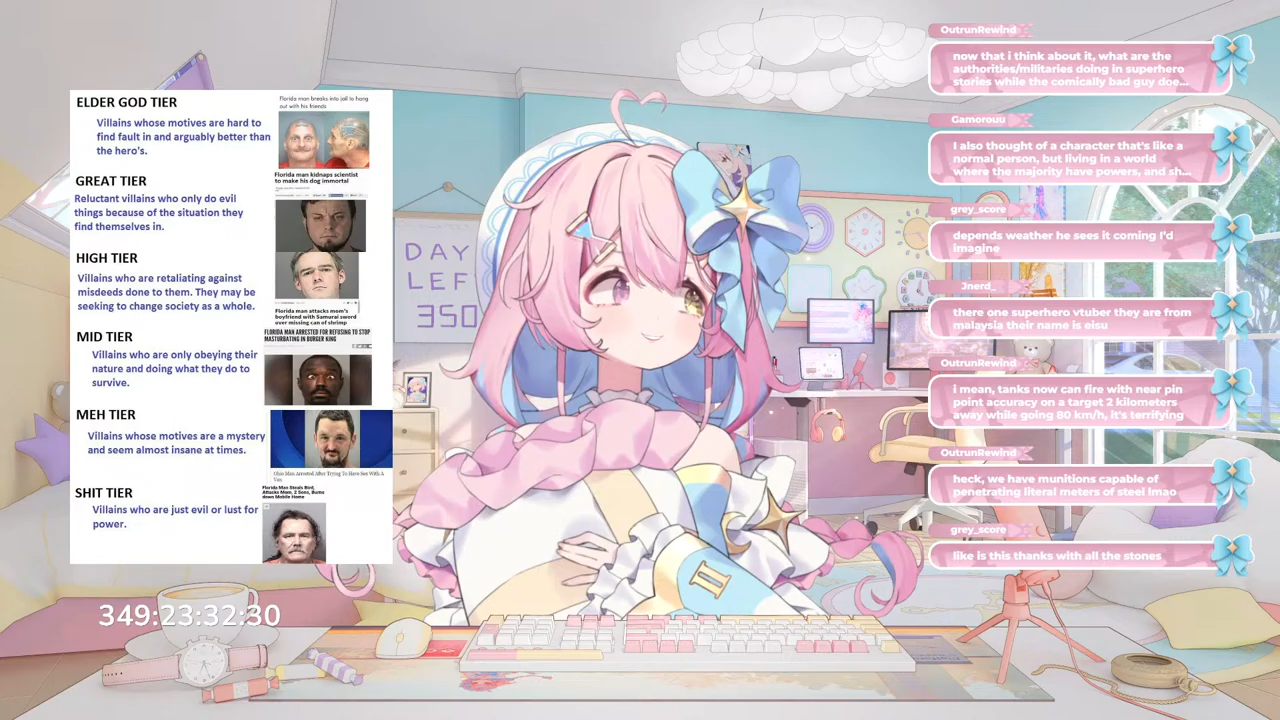 ELDER GOD TIER
Villains whose motives are hard to
find fault in and arguably better than
the hero's.
Florida man breaks into jail to hang
out with his friends
GREAT TIER
Reluctant villains who only do evil
things because of the situation they
find themselves in.
Florida man kidnaps scientist
to make his dog immortal
HIGH TIER
Villains who are retaliating against
misdeeds done to them. They may be
seeking to change society as a whole.
Florida man attacks mom's
boyfriend with Samurai sword
over missing can of shrimp
MID TIER
Villains who are only obeying their
nature and doing what they do to
survive.
FLORIDA MAN ARRESTED FOR REFUSING TO STOP
MASTURBATING IN BURGER KING
MEH TIER
Villains whose motives are a mystery
and seem almost insane at times.
Ohio Man Arrested After Trying To Have Sex With A
Van
SHIT TIER
Villains who are just evil or lust for
power.
Florida Man Steals Bird,
Attacks Mom, 2 Sons, Burns
down Mobile Home
DAY
LEF
350
II
349:23:32:30
OutrunRewind
now that i think about it, what are the
authorities/militaries doing in superhero
stories while the comically bad guy doe...
Gamorouu
I also thought of a character that's like a
normal person, but living in a world
where the majority have powers, and sh...
grey_score
depends weather he sees it coming I'd
imagine
Jnerd_
there one superhero vtuber they are from
malaysia their name is eisu
OutrunRewind
i mean, tanks now can fire with near pin
point accuracy on a target 2 kilometers
away while going 80 km/h, it's terrifying
OutrunRewind
heck, we have munitions capable of
penetrating literal meters of steel lmao
grey_score
like is this thanks with all the stones